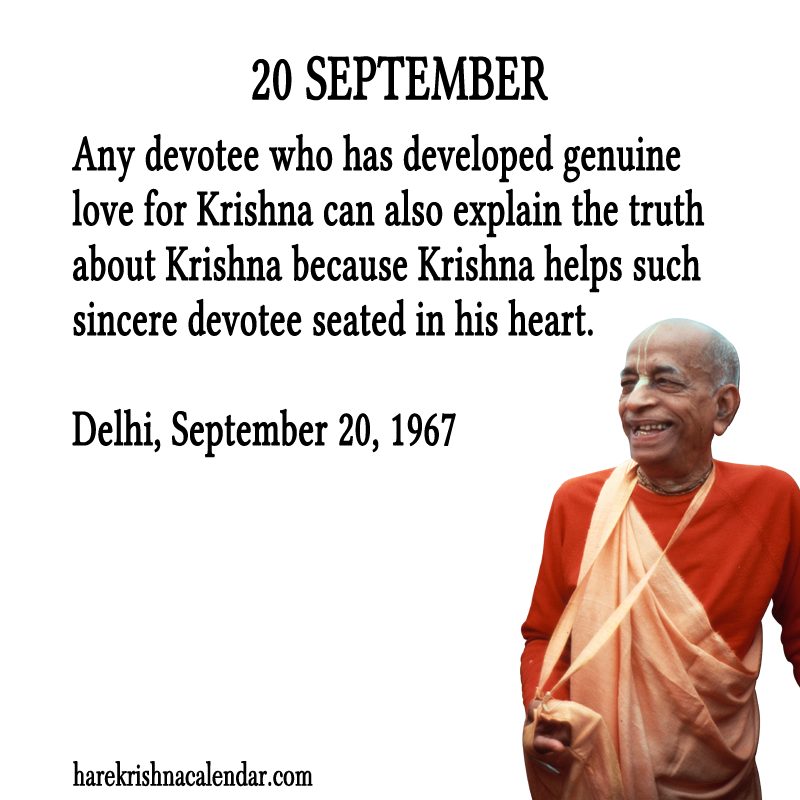 20 SEPTEMBER
Any devotee who has developed genuine
love for Krishna can also explain the truth
about Krishna because Krishna helps such
sincere devotee seated in his heart.
Delhi, September 20, 1967
harekrishnacalendar.com